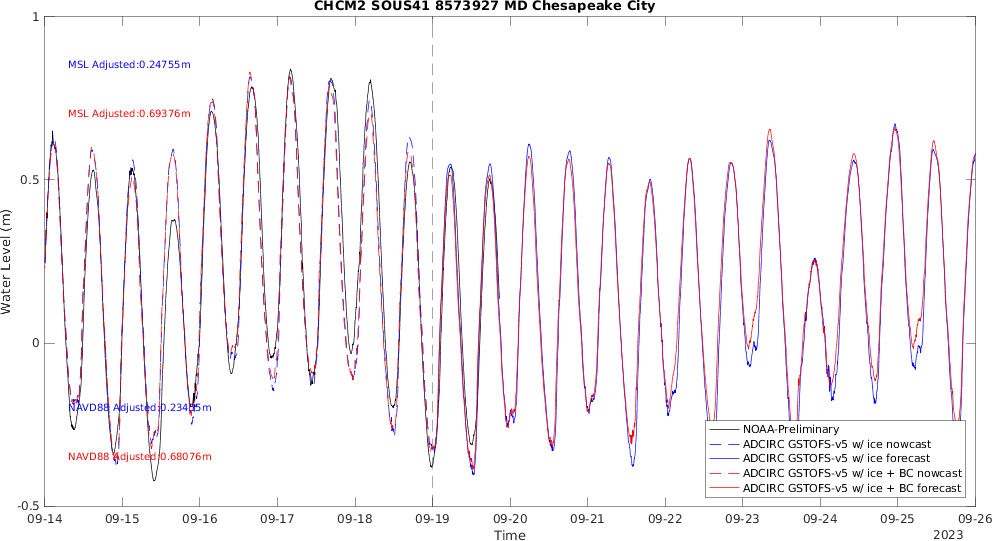 CHCM2 SOUS41 8573927 MD Chesapeake City
1
MSL Adjusted:0.24755m
MSL Adjusted:0.69376m
0.5
Water Level (m)
0
NAVD88 Adjusted:0.23455m
NAVD88 Adjusted:0.68076m
-0.5
NOAA-Preliminary
ADCIRC GSTOFS-v5 w/ ice nowcast
ADCIRC GSTOFS-v5 w/ ice forecast
ADCIRC GSTOFS-v5 w/ ice + BC nowcast
ADCIRC GSTOFS-v5 w/ ice + BC forecast
09-14 09-15 09-16 09-17 09-18 09-19 09-20 09-21 09-22 09-23 09-24 09-25 09-26
Time
2023